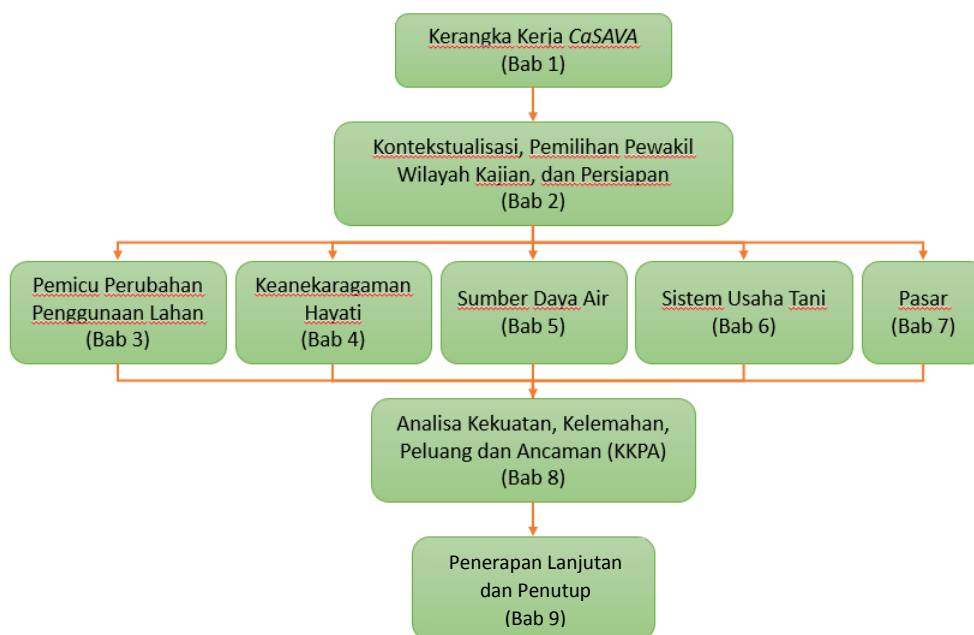 Kerangka Kerja CaSAVA
(Bab 1)
Kontekstualisasi, Pemilihan Pewakil
Wilayah Kajian, dan Persiapan
(Bab 2)
Pemicu Perubahan
Penggunaan Lahan
(Bab 3)
Keanekaragaman
Hayati
(Bab 4)
Sumber Daya Air
(Bab 5)
Sistem Usaha Tani
(Bab 6)
Pasar
(Bab 7)
Analisa Kekuatan, Kelemahan,
Peluang dan Ancaman (KKPA)
(Bab 8)
Penerapan Lanjutan
dan Penutup
(Bab 9)